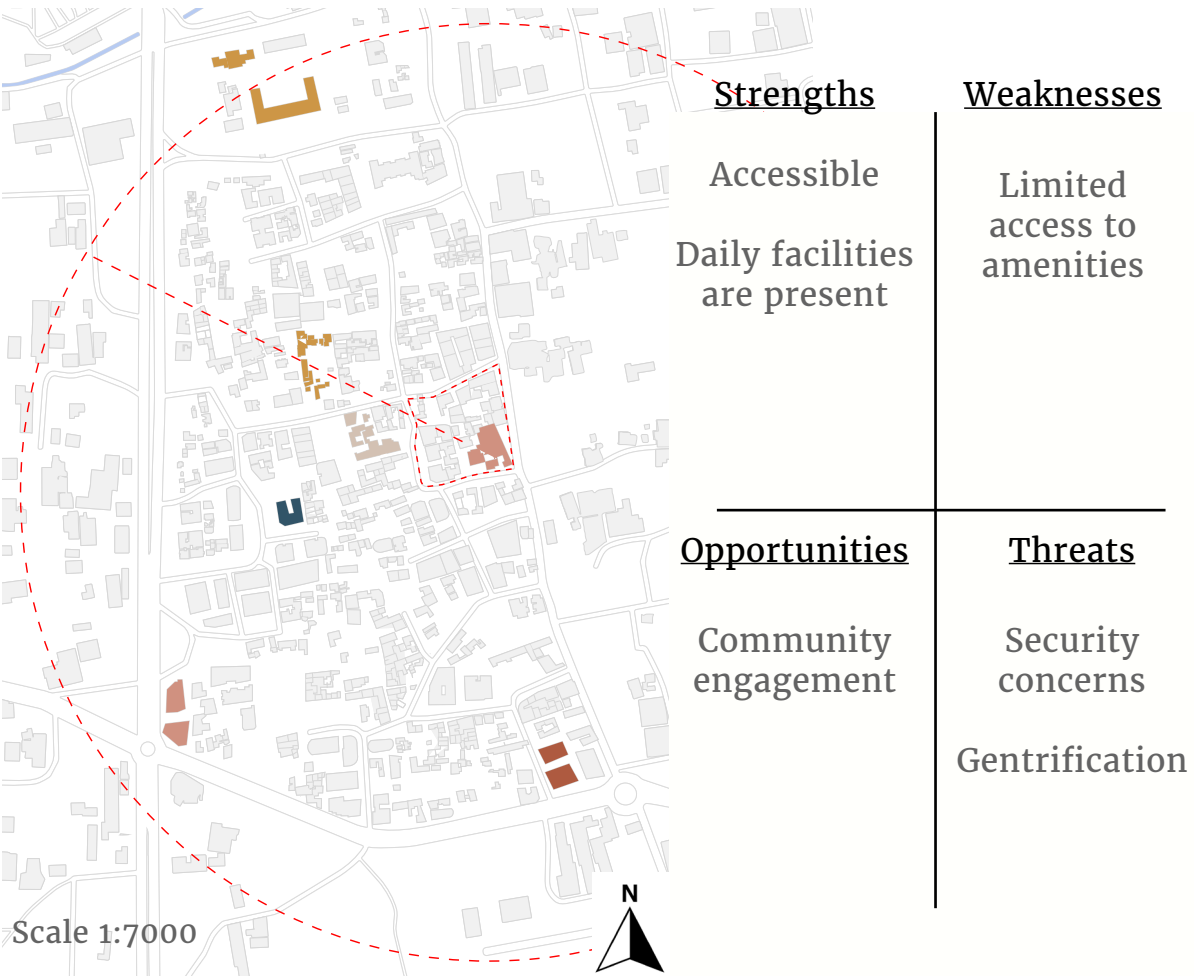 Strengths
Accessible
Daily facilities
are present
Weaknesses
Limited
access to
amenities
Opportunities
Community
engagement
Threats
Security
concerns
Gentrification
N
Scale 1:7000